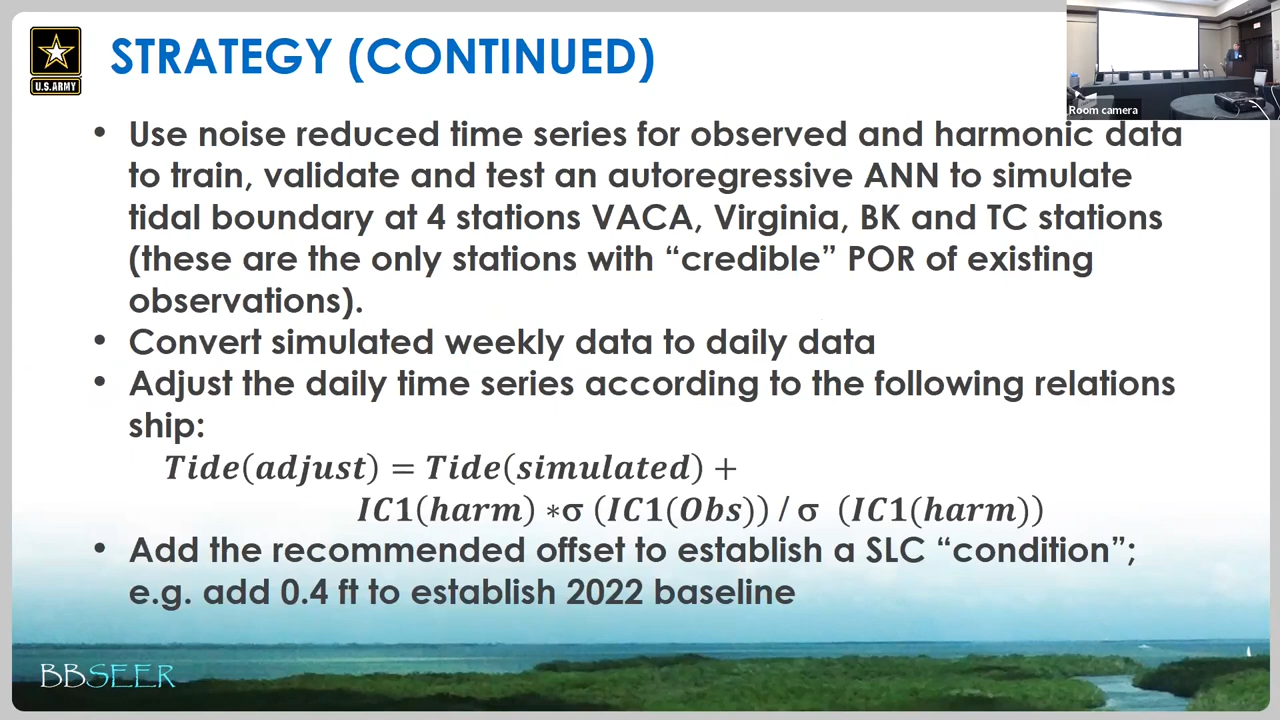 U.S.ARMY
STRATEGY (CONTINUED)
Room camera
• Use noise reduced time series for observed and harmonic data
to train, validate and test an autoregressive ANN to simulate
tidal boundary at 4 stations VACA, Virginia, BK and TC stations
(these are the only stations with “credible” POR of existing
observations).
• Convert simulated weekly data to daily data
• Adjust the daily time series according to the following relations
ship:
Tide(adjust) = Tide(simulated) +
IC1(harm) *σ (IC1(Obs)) / σ (IC1(harm))
• Add the recommended offset to establish a SLC “condition”;
e.g. add 0.4 ft to establish 2022 baseline
BBSEER